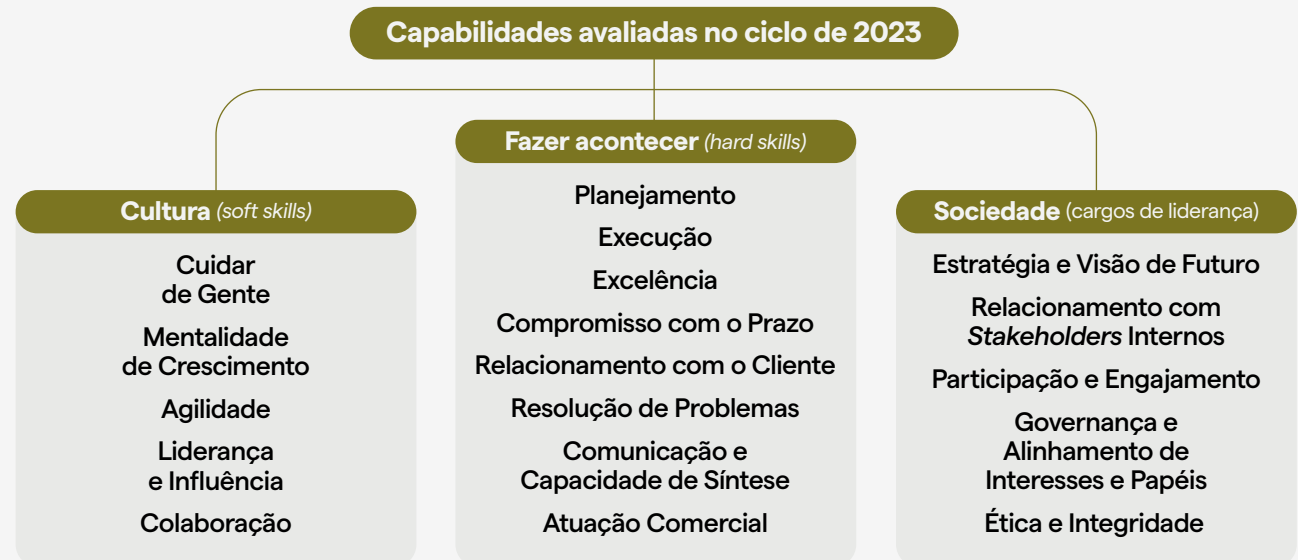 Capabilidades avaliadas no ciclo de 2023
Cultura (soft skills)
Cuidar
de Gente
Mentalidade
de Crescimento
Agilidade
Liderança
e Influência
Colaboração
Fazer acontecer (hard skills)
Planejamento
Execução
Excelência
Compromisso com o Prazo
Relacionamento com o Cliente
Resolução de Problemas
Comunicação e
Capacidade de Síntese
Atuação Comercial
Sociedade (cargos de liderança)
Estratégia e Visão de Futuro
Relacionamento com
Stakeholders Internos
Participação e Engajamento
Governança e
Alinhamento de
Interesses e Papéis
Ética e Integridade